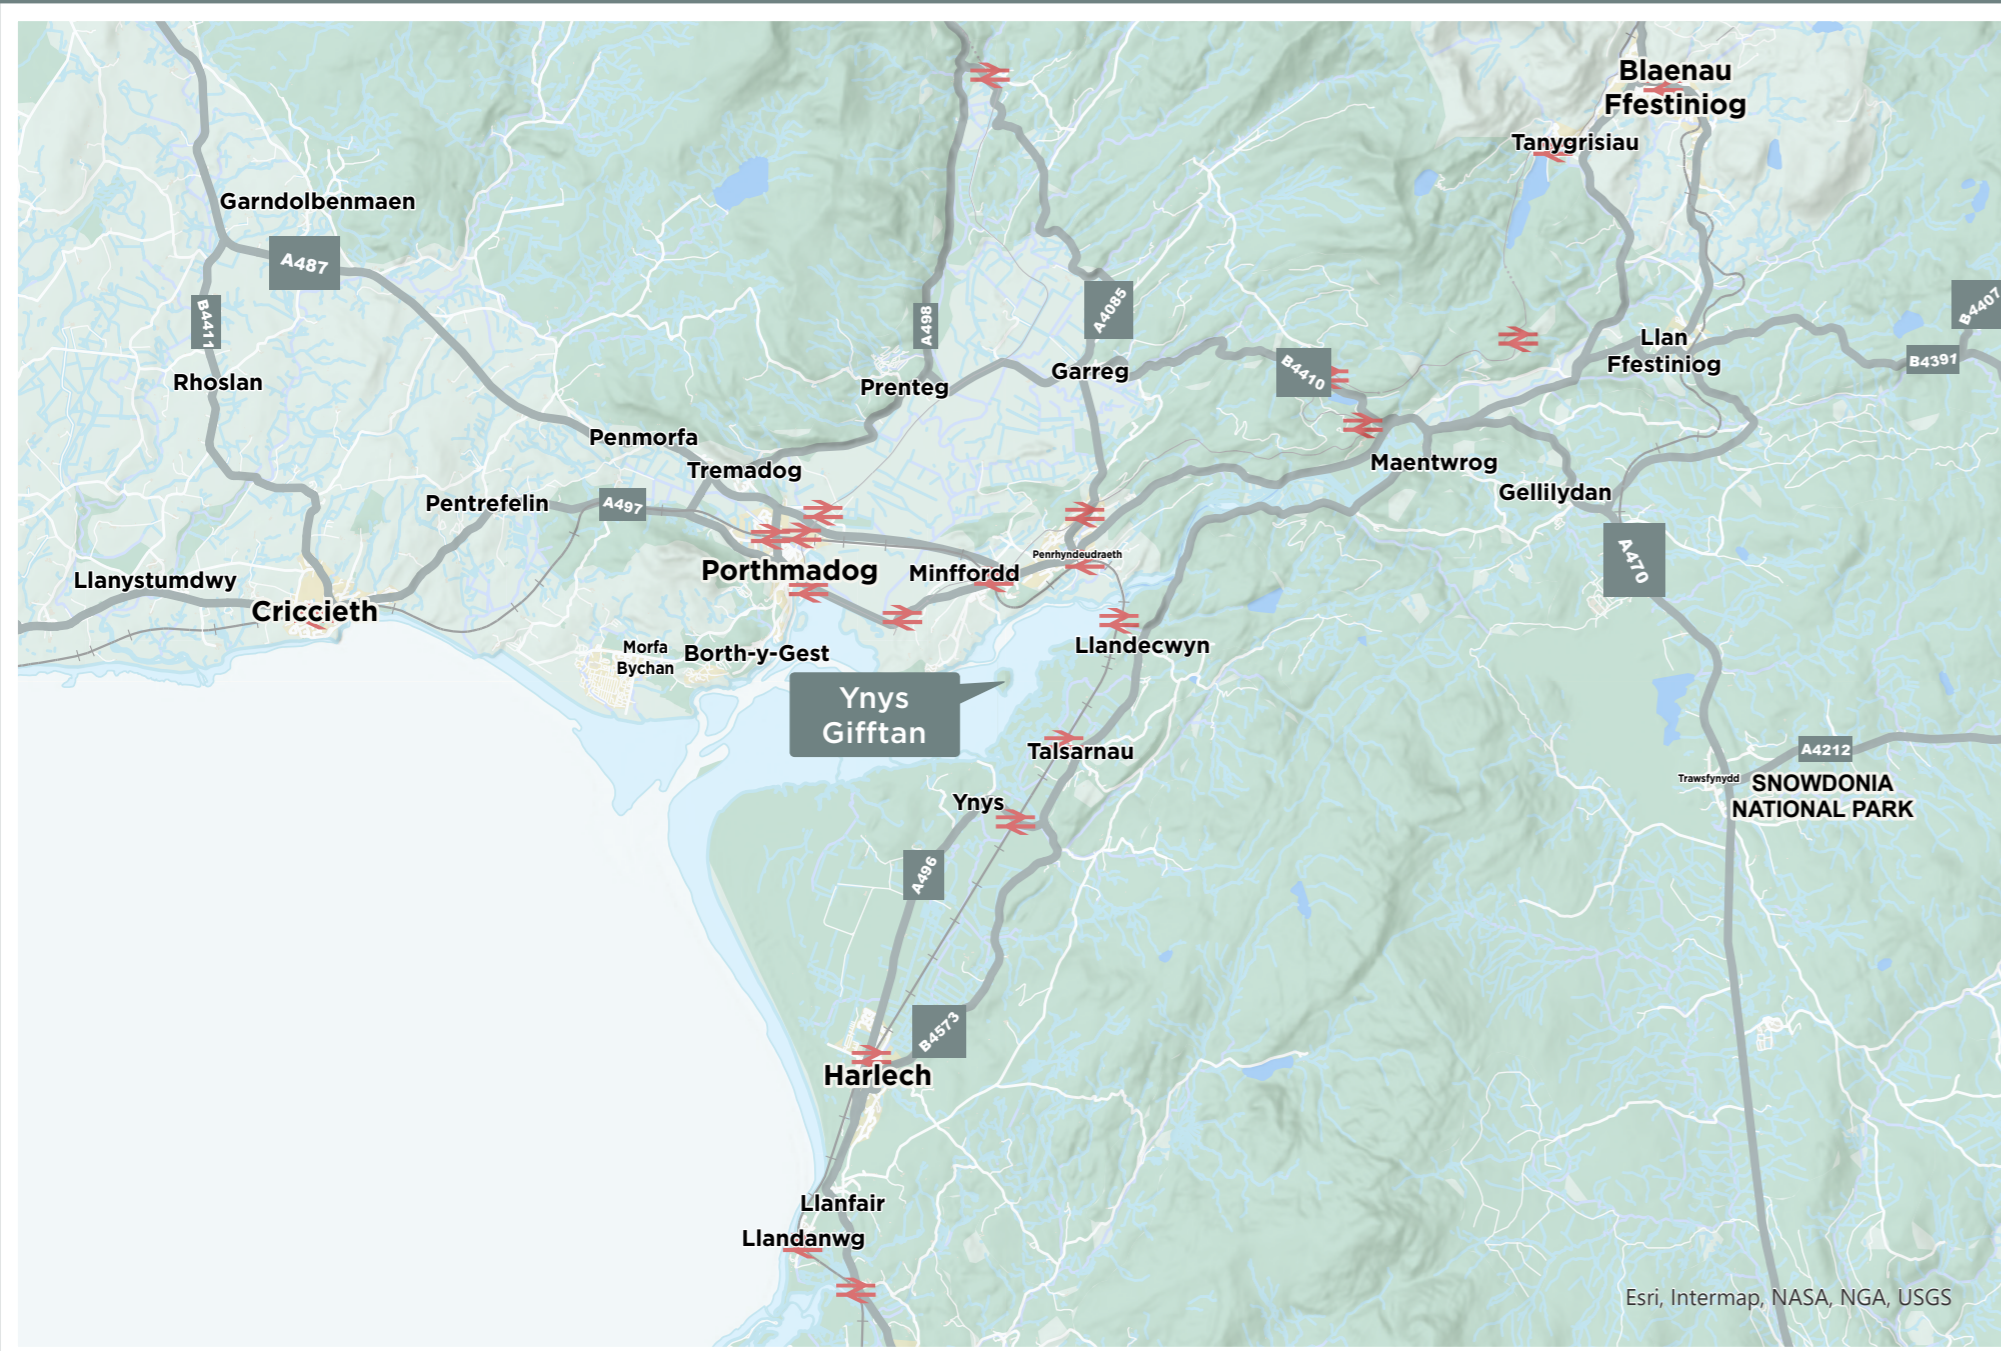 Blaenau
Ffestiniog
Tanygrisiau
Garndolbenmaen
A487
B4411
A498
A4085
B4407
Rhoslan
Prenteg
Garreg
B4410
Llan
Ffestiniog
B4391
Penmorfa
Tremadog
Maentwrog
Pentrefelin
A497
Gellilydan
Porthmadog
Minffordd
Penrhyndeudraeth
A470
Llanystumdwy
Criccieth
Morfa
Bychan
Borth-y-Gest
Llandecwyn
Ynys
Gifftan
Talsarnau
A4212
Trawsfynydd
SNOWDONIA
NATIONAL PARK
Ynys
A496
B4573
Harlech
Llanfair
Llandanwg
Esri, Intermap, NASA, NGA, USGS